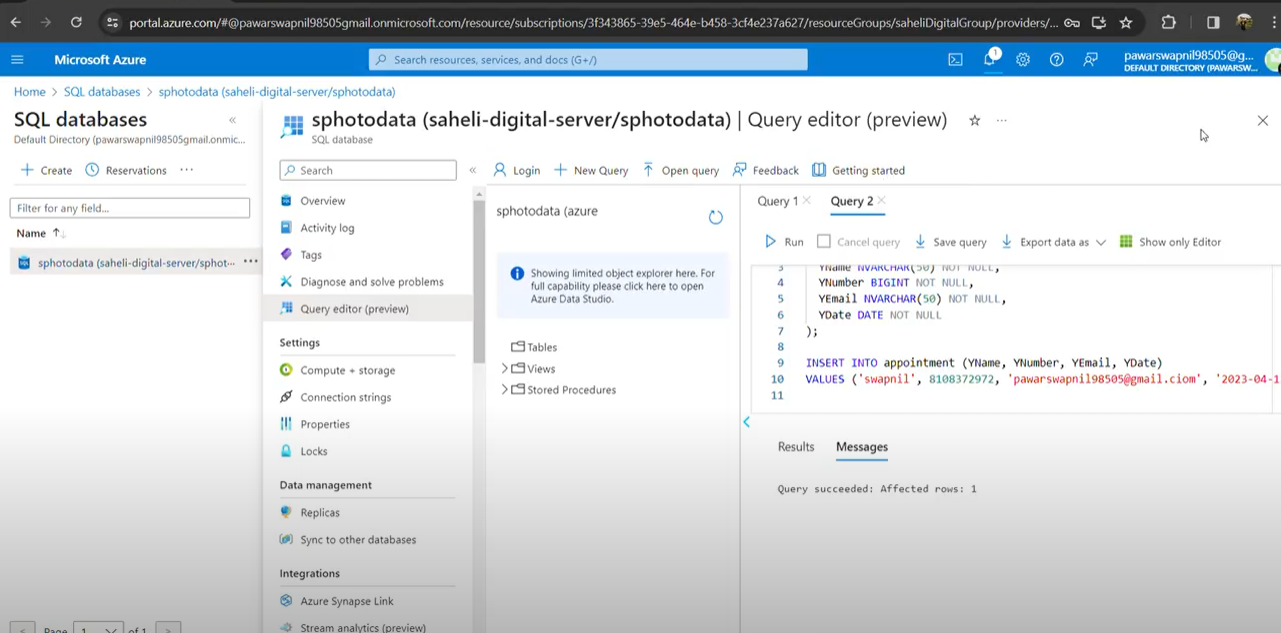 portal.azure.com/#@pawarswapnil98505gmail.onmicrosoft.com/resource/subscriptions/3f343865-39e5-464e-b458-3cf4e237a627/resourceGroups/saheliDigitalGroup/providers/...
Microsoft Azure
Search resources, services, and docs (G+/)
1
pawarswapnil98505@g...
DEFAULT DIRECTORY (PAWARSW...
Home > SQL databases > sphotodata (saheli-digital-server/sphotodata)
SQL databases
Default Directory (pawarswapnil98505gmail.onmic...
Create
Reservations
Filter for any field...
Name
sphotodata (saheli-digital-server/sphot...
Page 1 of 1
sphotodata (saheli-digital-server/sphotodata) | Query editor (preview)
SQL database
Search
Overview
Activity log
Tags
Diagnose and solve problems
Query editor (preview)
Settings
Compute + storage
Connection strings
Properties
Locks
Data management
Replicas
Sync to other databases
Integrations
Azure Synapse Link
Stream analytics (preview)
Login
New Query
Open query
Feedback
Getting started
sphotodata (azure
Showing limited object explorer here. For
full capability please click here to open
Azure Data Studio.
Tables
Views
Stored Procedures
Query 1
Query 2
Run
Cancel query
Save query
Export data as
Show only Editor
3 YName NVARCHAR(50) NOT NULL,
4 YNumber BIGINT NOT NULL,
5 YEmail NVARCHAR(50) NOT NULL,
6 YDate DATE NOT NULL
7 );
8
9 INSERT INTO appointment (YName, YNumber, YEmail, YDate)
10 VALUES ('swapnil', 8108372972, 'pawarswapnil98505@gmail.ciom', '2023-04-1
11
Results
Messages
Query succeeded: Affected rows: 1